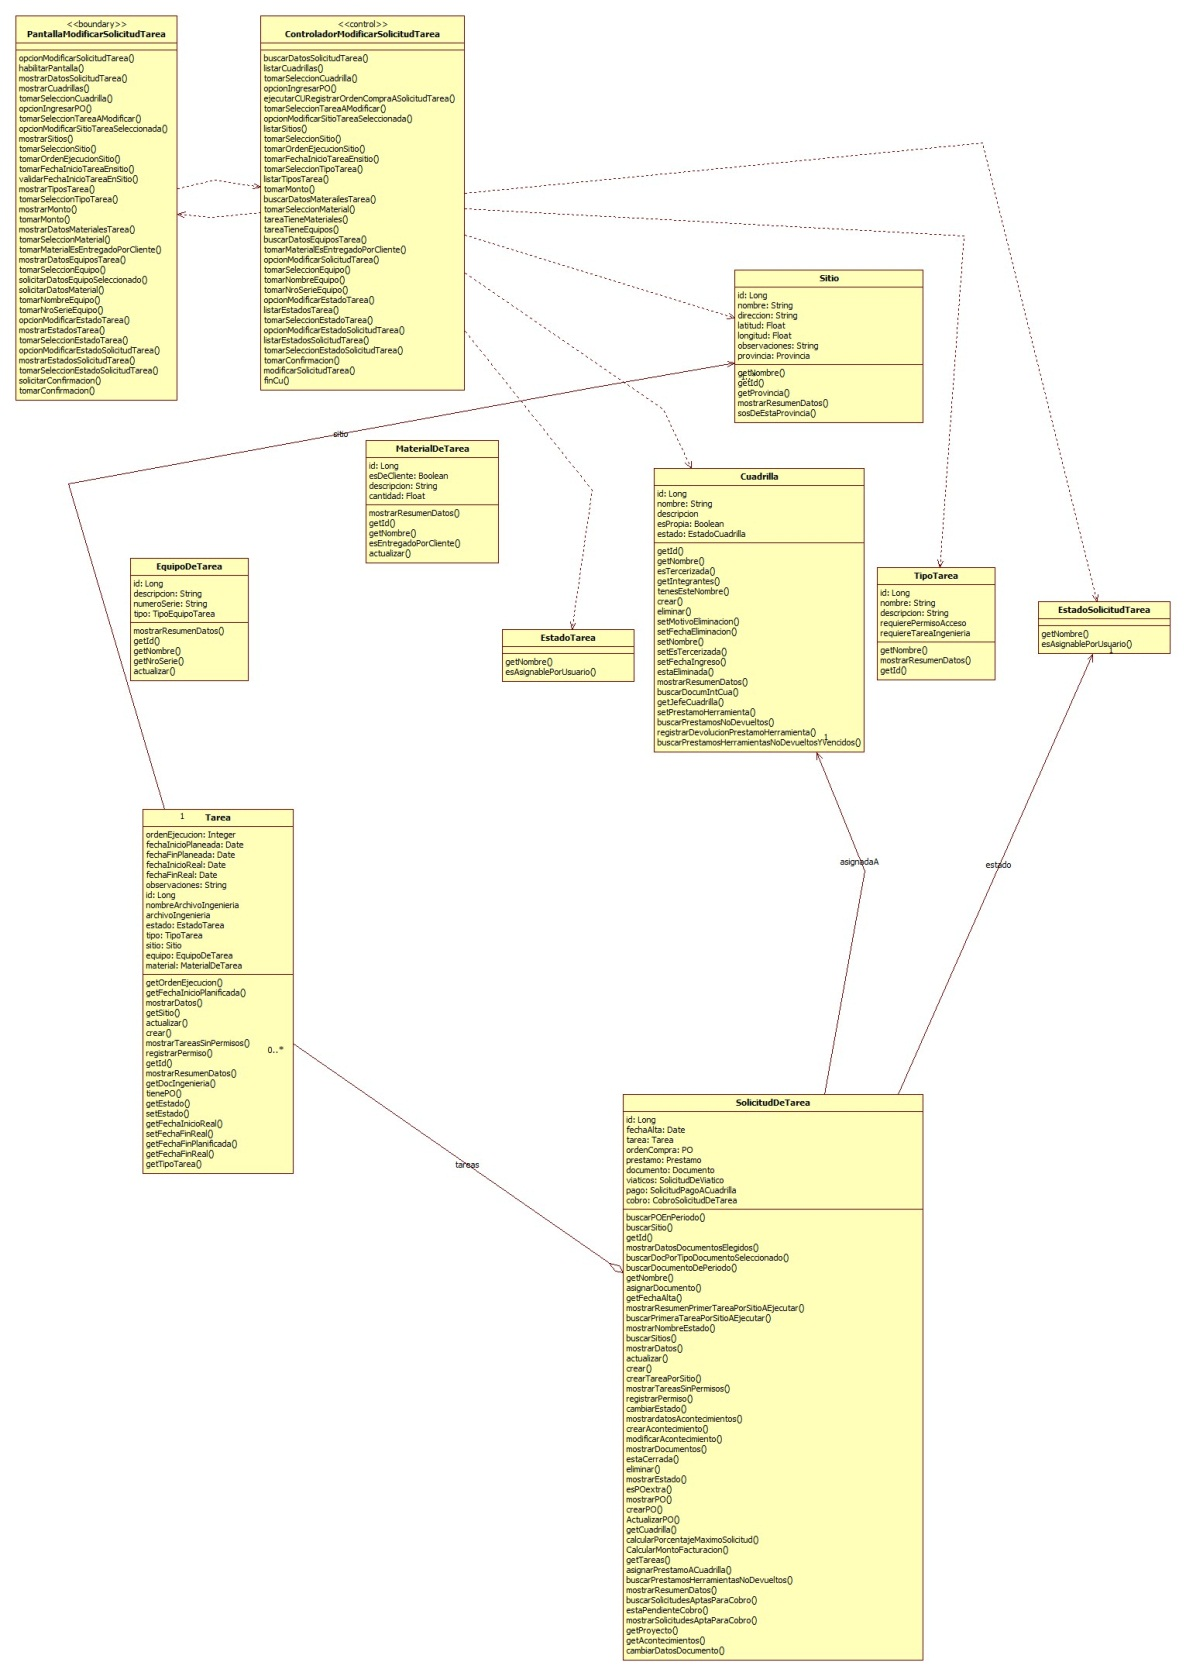 <<boundary>>
PantallaModificarSolicitudTarea
opcionModificarSolicitudTarea()
habilitarPantalla()
mostrarDatosSolicitudTarea()
mostrarCuadrillas()
tomarSeleccionCuadrilla()
opcionIngresarPO()
tomarSeleccionTareaAModificar()
opcionModificarSitioTareaSeleccionada()
mostrarSitios()
tomarSeleccionSitio()
tomarOrdenEjecucionSitio()
tomarFechaInicioTareaEnsitio()
validarFechaInicioTareaEnSitio()
mostrarTiposTarea()
tomarSeleccionTipoTarea()
mostrarMonto()
tomarMonto()
mostrarDatosMaterialesTarea()
tomarSeleccionMaterial()
tomarMaterialEsEntregadoPorCliente()
mostrarDatosEquiposTarea()
tomarSeleccionEquipo()
solicitarDatosEquipoSeleccionado()
solicitarDatosMaterial()
tomarNombreEquipo()
tomarNroSerieEquipo()
opcionModificarEstadoTarea()
mostrarEstadosTarea()
tomarSeleccionEstadoTarea()
opcionModificarEstadoSolicitudTarea()
mostrarEstadosSolicitudTarea()
tomarSeleccionEstadoSolicitudTarea()
solicitarConfirmacion()
tomarConfirmacion()
<<control>>
ControladorModificarSolicitudTarea
buscarDatosSolicitudTarea()
listarCuadrillas()
tomarSeleccionCuadrilla()
opcionIngresarPO()
ejecutarCURegistrarOrdenCompraASolicitudTarea()
tomarSeleccionTareaAModificar()
opcionModificarSitioTareaSeleccionada()
listarSitios()
tomarSeleccionSitio()
tomarOrdenEjecucionSitio()
tomarFechaInicioTareaEnsitio()
tomarSeleccionTipoTarea()
listarTiposTarea()
tomarMonto()
buscarDatosMaterailesTarea()
tomarSeleccionMaterial()
tareaTieneMateriales()
tareaTieneEquipos()
buscarDatosEquiposTarea()
tomarMaterialEsEntregadoPorCliente()
opcionModificarSolicitudTarea()
tomarSeleccionEquipo()
tomarNombreEquipo()
tomarNroSerieEquipo()
opcionModificarEstadoTarea()
listarEstadosTarea()
tomarSeleccionEstadoTarea()
opcionModificarEstadoSolicitudTarea()
listarEstadosSolicitudTarea()
tomarSeleccionEstadoSolicitudTarea()
tomarConfirmacion()
modificarSolicitudTarea()
finCu()
Sitio
id: Long
nombre: String
direccion: String
latitud: Float
longitud: Float
observaciones: String
provincia: Provincia
getNombre()
getId()
getProvincia()
mostrarResumenDatos()
sosDeEstaProvincia()
sitio
MaterialDeTarea
id: Long
esDeCliente: Boolean
descripcion: String
cantidad: Float
mostrarResumenDatos()
getId()
getNombre()
esEntregadoPorCliente()
actualizar()
Cuadrilla
id: Long
nombre: String
descripcion
esPropia: Boolean
estado: EstadoCuadrilla
getId()
getNombre()
esTercerizada()
getIntegrantes()
tenesEsteNombre()
crear()
eliminar()
setMotivoEliminacion()
setFechaEliminacion()
setNombre()
setEsTercerizada()
setFechaIngreso()
estaEliminada()
mostrarResumenDatos()
buscarDocumIntCua()
getJefeCuadrilla()
setPrestamoHerramienta()
buscarPrestamosNoDevueltos()
registrarDevolucionPrestamoHerramienta()
1
buscarPrestamosHerramientasNoDevueltosYVencidos()
EquipoDeTarea
id: Long
descripcion: String
numeroSerie: String
tipo: TipoEquipoTarea
mostrarResumenDatos()
getId()
getNombre()
getNroSerie()
actualizar()
EstadoTarea
getNombre()
esAsignablePorUsuario()
TipoTarea
id: Long
nombre: String
descripcion: String
requierePermisoAcceso
requiereTareaIngenieria
getNombre()
mostrarResumenDatos()
getId()
EstadoSolicitudTarea
getNombre()
esAsignablePorUsuario()
1
1
Tarea
ordenEjecucion: Integer
fechaInicioPlaneada: Date
fechaFinPlaneada: Date
fechaInicioReal: Date
fechaFinReal: Date
observaciones: String
id: Long
nombreArchivoIngenieria
archivoIngenieria
estado: EstadoTarea
tipo: TipoTarea
sitio: Sitio
equipo: EquipoDeTarea
material: MaterialDeTarea
getOrdenEjecucion()
getFechaInicioPlanificada()
mostrarDatos()
getSitio()
actualizar()
crear()
mostrarTareasSinPermisos()
registrarPermiso()
getId()
mostrarResumenDatos()
getDocIngenieria()
tienePO()
getEstado()
setEstado()
getFechaInicioReal()
setFechaFinReal()
getFechaFinPlanificada()
getFechaFinReal()
getTipoTarea()
0..*
asignadaA
estado
tareas
SolicitudDeTarea
id: Long
fechaAlta: Date
tarea: Tarea
ordenCompra: PO
prestamo: Prestamo
documento: Documento
viaticos: SolicitudDeViatico
pago: SolicitudPagoACuadrilla
cobro: CobroSolicitudDeTarea
buscarPOEnPeriodo()
buscarSitio()
getId()
mostrarDatosDocumentosElegidos()
buscarDocPorTipoDocumentoSeleccionado()
buscarDocumentoDePeriodo()
getNombre()
asignarDocumento()
getFechaAlta()
mostrarResumenPrimerTareaPorSitioAEjecutar()
buscarPrimeraTareaPorSitioAEjecutar()
mostrarNombreEstado()
buscarSitios()
mostrarDatos()
actualizar()
crear()
crearTareaPorSitio()
mostrarTareasSinPermisos()
registrarPermiso()
cambiarEstado()
mostrardatosAcontecimientos()
crearAcontecimiento()
modificarAcontecimiento()
mostrarDocumentos()
estaCerrada()
eliminar()
mostrarEstado()
esPOextra()
mostrarPO()
crearPO()
ActualizarPO()
getCuadrilla()
calcularPorcentajeMaximoSolicitud()
CalcularMontoFacturacion()
getTareas()
asignarPrestamoACuadrilla()
buscarPrestamosHerramientasNoDevueltos()
mostrarResumenDatos()
buscarSolicitudesAptasParaCobro()
estaPendienteCobro()
mostrarSolicitudesAptaParaCobro()
getProyecto()
getAcontecimientos()
cambiarDatosDocumento()